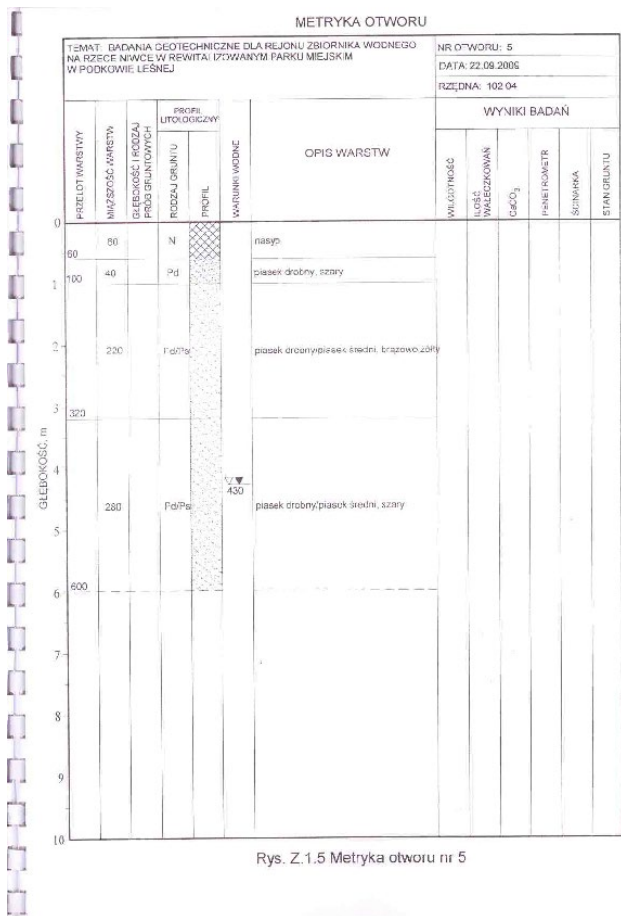 METRYKA OTWORU
TEMAT: BADANIA GEOTECHNICZNE DLA REJONU ZBIORNIKA WODNEGO
NA RZECE NIWCE W REWITALIZOWANYM PARKU MIEJSKIM
W PODKOWIE LEŚNEJ
NR OTWORU: 5
DATA: 22.09.2006
RZĘDNA: 102 04
PRZELOT WARSTWY
MIĄŻSZOŚĆ WARSTW
GŁĘBOKOŚĆ I RODZAJ
PRÓB GRUNTOWYCH
PROFIL
LITOLOGICZNY
RODZAJ GRUNTU
PROFIL
WARUNKI WODNE
OPIS WARSTW
WYNIKI BADAŃ
WILGOTNOŚĆ
ILOŚĆ
WAŁECZKOWAŃ
CaCO3
PENETROMETR
ŚCINARKA
STAN GRUNTU
GŁĘBOKOŚĆ, m
0
60 N nasyp
60
40 Pd piasek drobny, szary
1 100
2 220 Pd/Ps piasek drobny/piasek średni, brązowo żółty
3 320
4
430
280 Pd/Ps piasek drobny/piasek średni, szary
5
6 600
7
8
9
10
Rys. Z.1.5 Metryka otworu nr 5